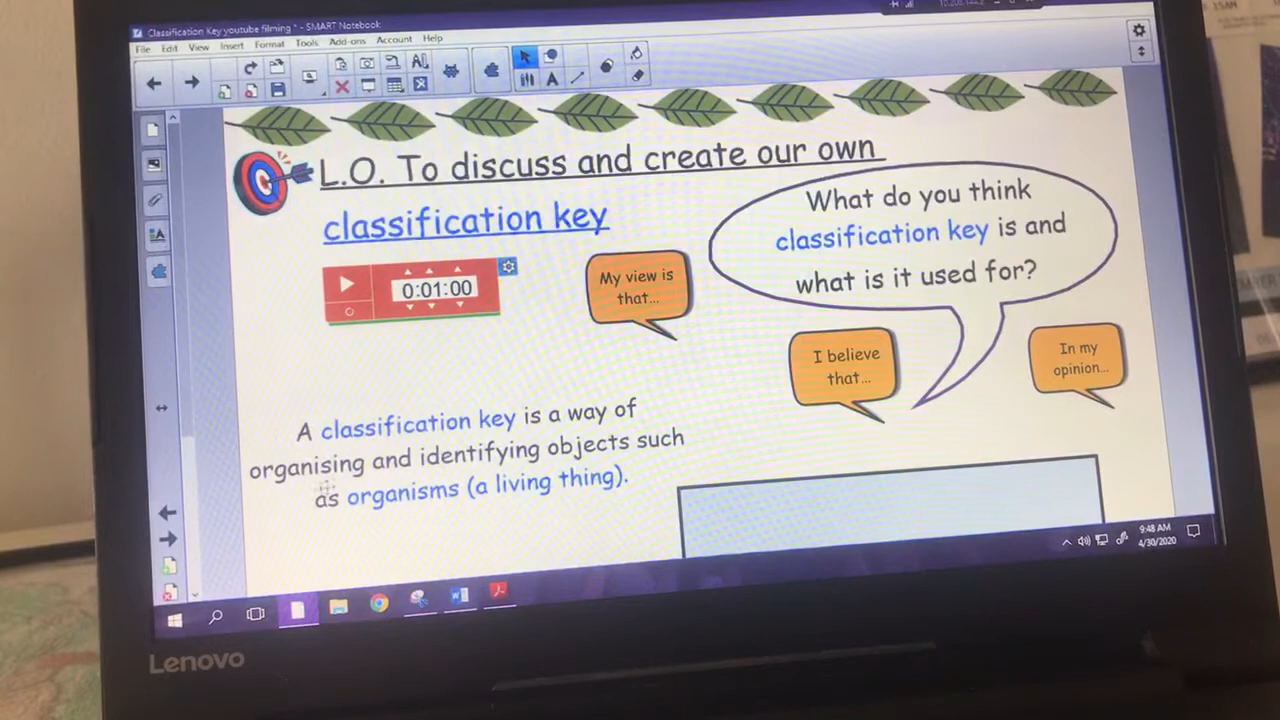 Classification Key youtube filming * - SMART Notebook
File Edit View Insert Format Tools Add-ons Account Help
L.O. To discuss and create our own
classification key
0:01:00
My view is
that...
What do you think
classification key is and
what is it used for?
I believe
that...
In my
opinion...
A classification key is a way of
organising and identifying objects such
as organisms (a living thing).
9:48 AM
4/30/2020
Lenovo